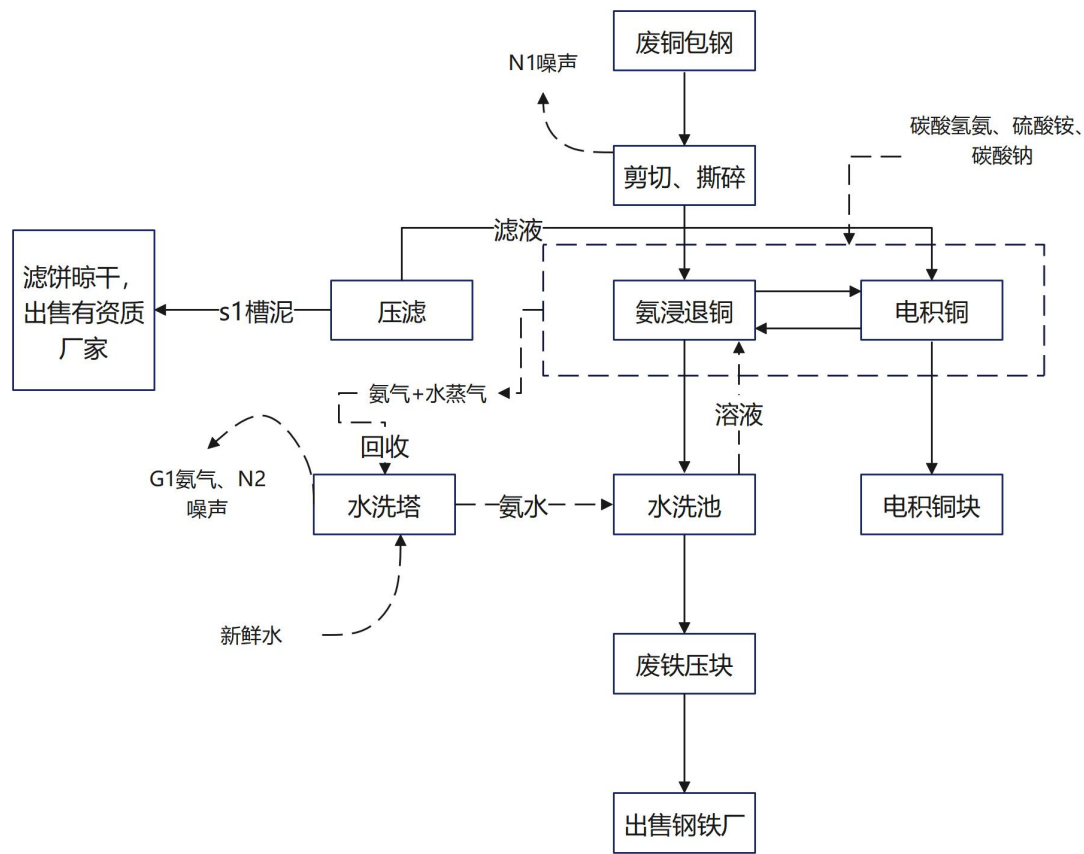 废铜包钢
N1噪声
碳酸氢氨、硫酸铵、
碳酸钠
剪切、撕碎
滤液
滤饼晾干，
出售有资质
厂家
s1槽泥
压滤
氨浸退铜
电积铜
氨气+水蒸气
溶液
回收
G1氨气、N2
噪声
水洗塔
氨水
水洗池
电积铜块
新鲜水
废铁压块
出售钢铁厂